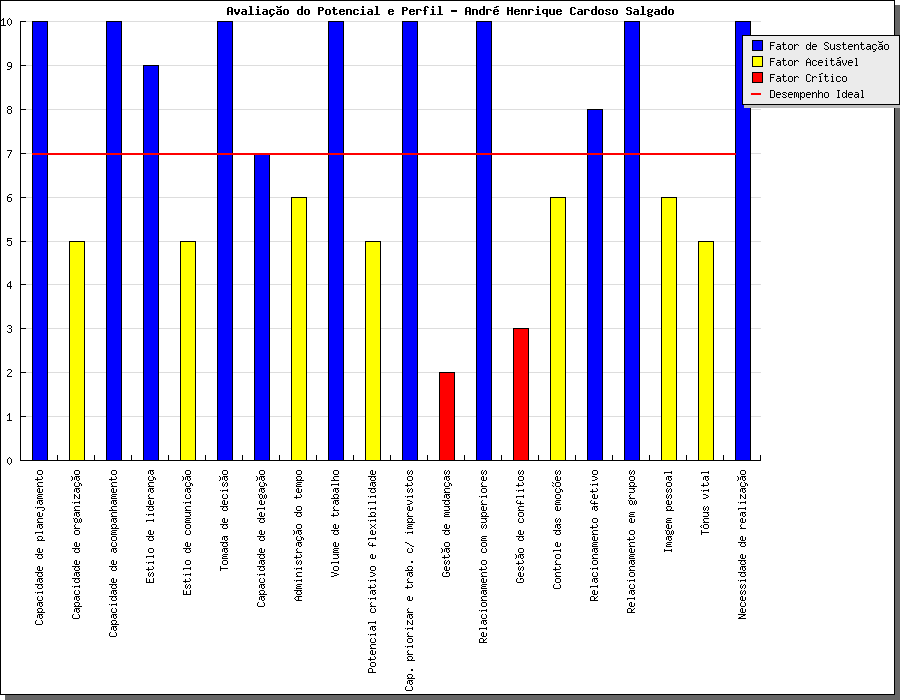 Avaliação do Potencial e Perfil - André Henrique Cardoso Salgado
10
9
8
7
6
5
4
3
2
1
0
Fator de Sustentação
Fator Aceitável
Fator Crítico
Desempenho Ideal
Capacidade de planejamento
Capacidade de organização
Capacidade de acompanhamento
Estilo de liderança
Estilo de comunicação
Tomada de decisão
Capacidade de delegação
Administração do tempo
Volume de trabalho
Potencial criativo e flexibilidade
Cap. priorizar e trab. c/ imprevistos
Gestão de mudanças
Relacionamento com superiores
Gestão de conflitos
Controle das emoções
Relacionamento afetivo
Relacionamento em grupos
Imagem pessoal
Tônus vital
Necessidade de realização